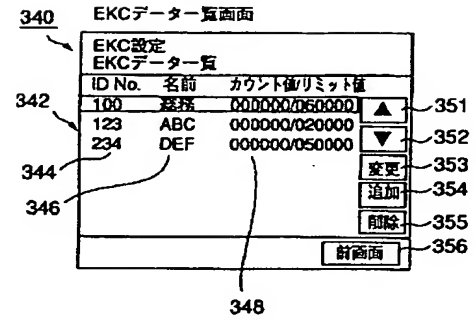 340 EKCデータ一覧画面
EKC設定
EKCデータ一覧
ID No. 名前 カウント値/リミット値
100 総務 000000/060000
123 ABC 000000/020000
234 DEF 000000/050000
▲
▼
変更
追加
削除
前画面
342
344
346
348
351
352
353
354
355
356